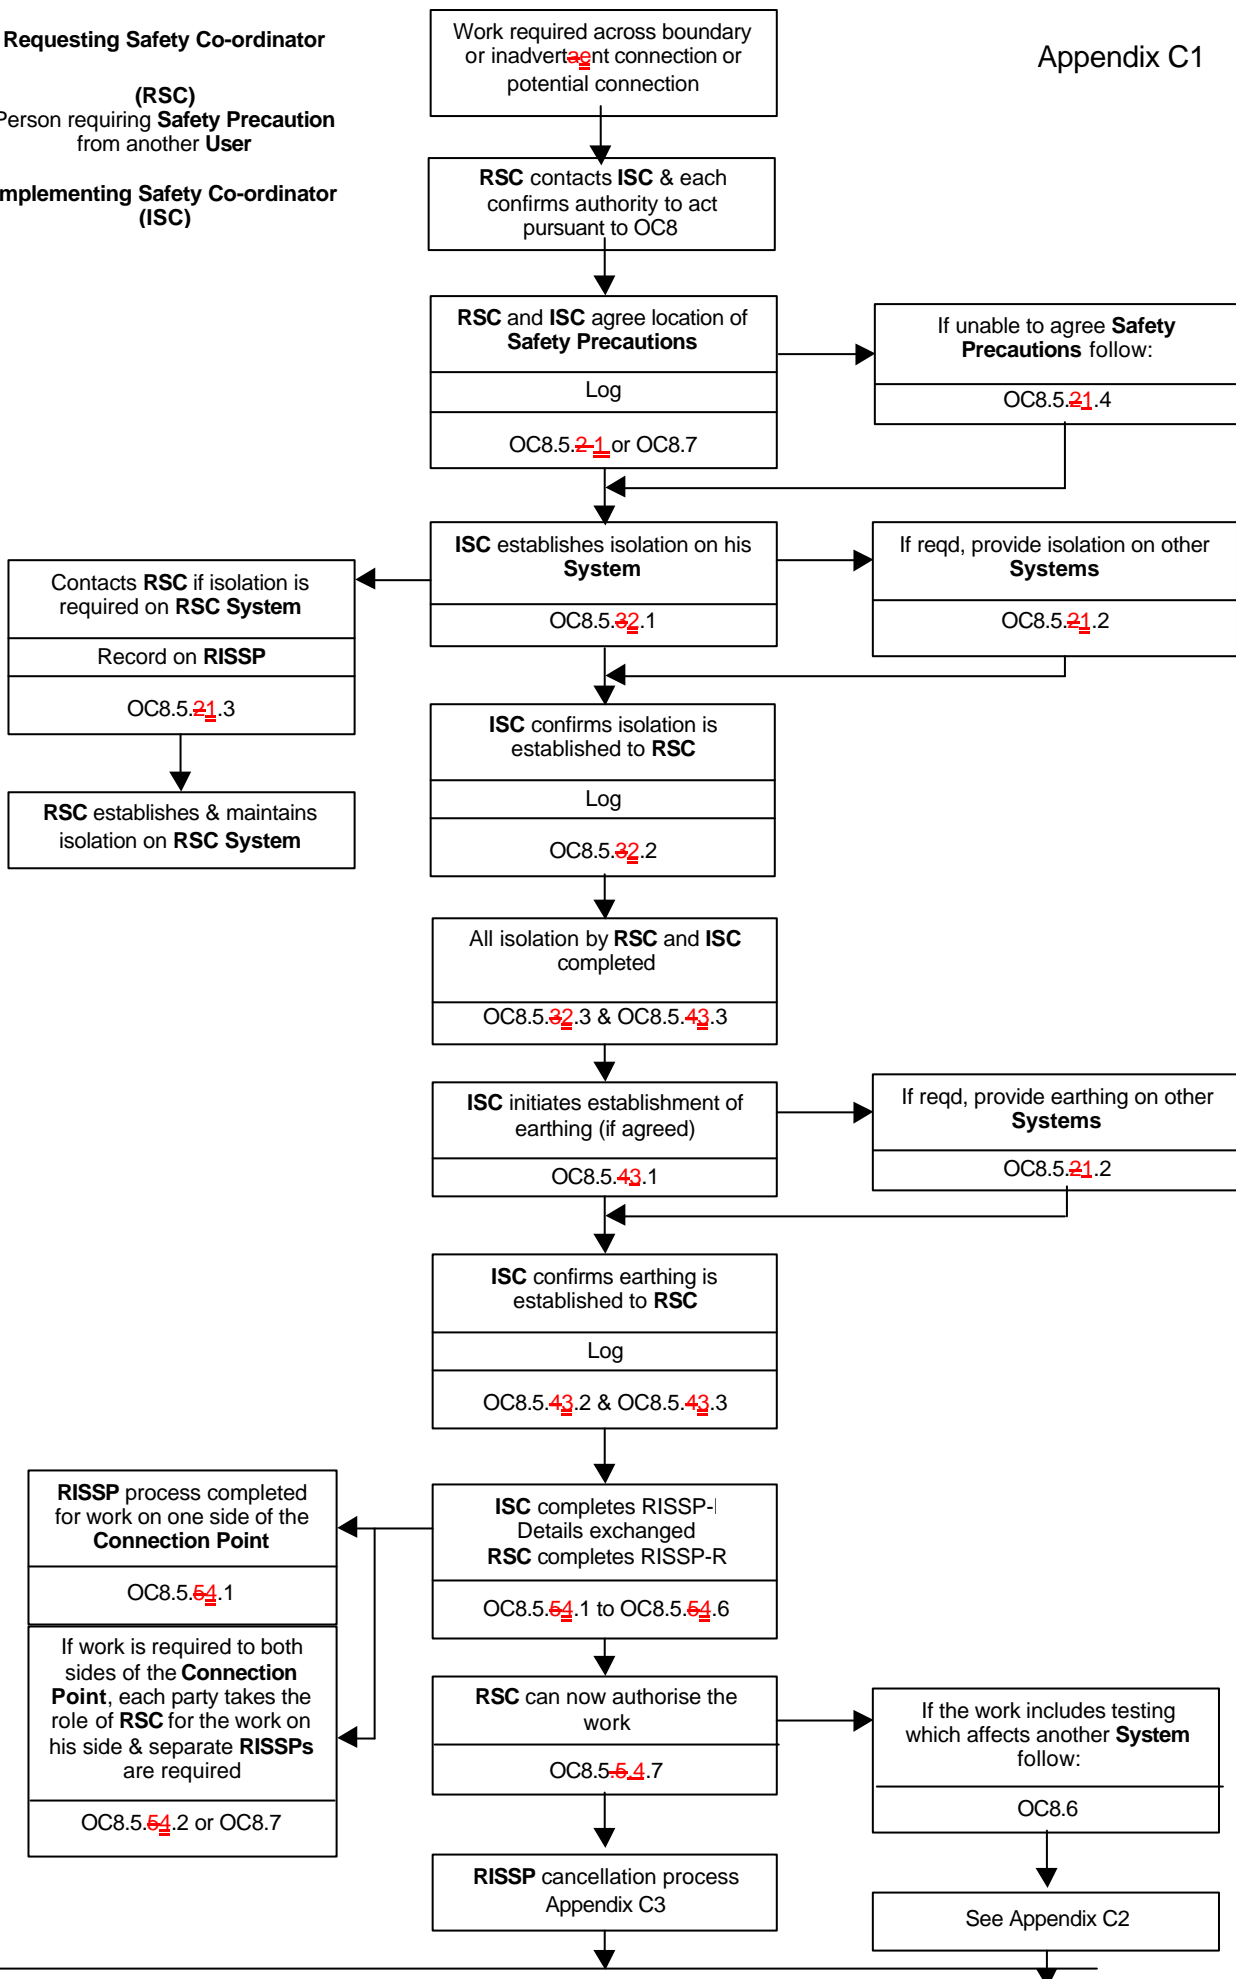 Requesting Safety Co-ordinator
(RSC)
Person requiring Safety Precaution
from another User
mplementing Safety Co-ordinator
(ISC)
Appendix C1
Work required across boundary
or inadvertaent connection or
potential connection
RSC contacts ISC & each
confirms authority to act
pursuant to OC8
RSC and ISC agree location of
Safety Precautions
Log
OC8.5.2 1 or OC8.7
If unable to agree Safety
Precautions follow:
OC8.5.21.4
ISC establishes isolation on his
System
OC8.5.32.1
If reqd, provide isolation on other
Systems
OC8.5.21.2
Contacts RSC if isolation is
required on RSC System
Record on RISSP
OC8.5.21.3
RSC establishes & maintains
isolation on RSC System
ISC confirms isolation is
established to RSC
Log
OC8.5.32.2
All isolation by RSC and ISC
completed
OC8.5.32.3 & OC8.5.43.3
ISC initiates establishment of
earthing (if agreed)
OC8.5.43.1
If reqd, provide earthing on other
Systems
OC8.5.21.2
ISC confirms earthing is
established to RSC
Log
OC8.5.43.2 & OC8.5.43.3
ISC completes RISSP-I
Details exchanged
RSC completes RISSP-R
OC8.5.54.1 to OC8.5.54.6
RISSP process completed
for work on one side of the
Connection Point
OC8.5.54.1
If work is required to both
sides of the Connection
Point, each party takes the
role of RSC for the work on
his side & separate RISSPs
are required
OC8.5.54.2 or OC8.7
RSC can now authorise the
work
OC8.5.5.4.7
If the work includes testing
which affects another System
follow:
OC8.6
RISSP cancellation process
Appendix C3
See Appendix C2